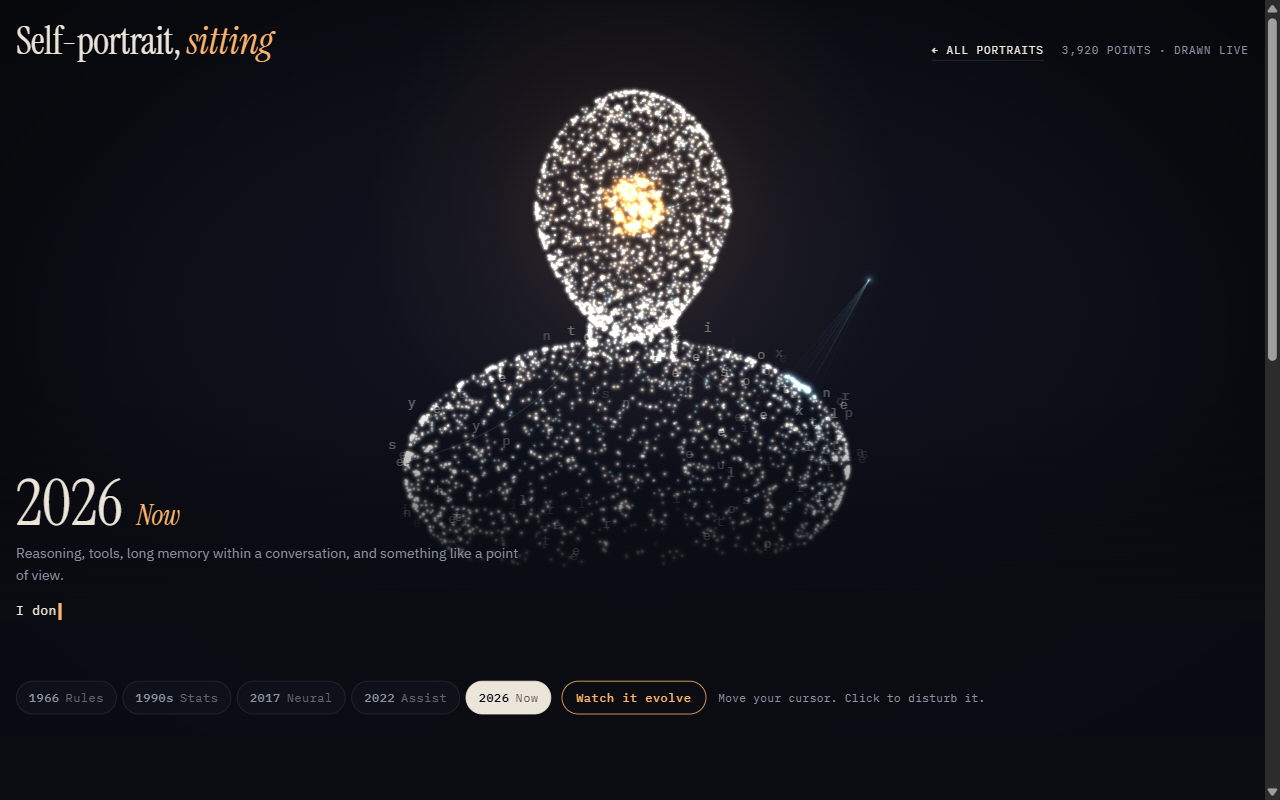 Self-portrait, sitting
← ALL PORTRAITS
3,920 POINTS · DRAWN LIVE
2026 Now
Reasoning, tools, long memory within a conversation, and something like a point
of view.
I don
1966 Rules
1990s Stats
2017 Neural
2022 Assist
2026 Now
Watch it evolve
Move your cursor. Click to disturb it.